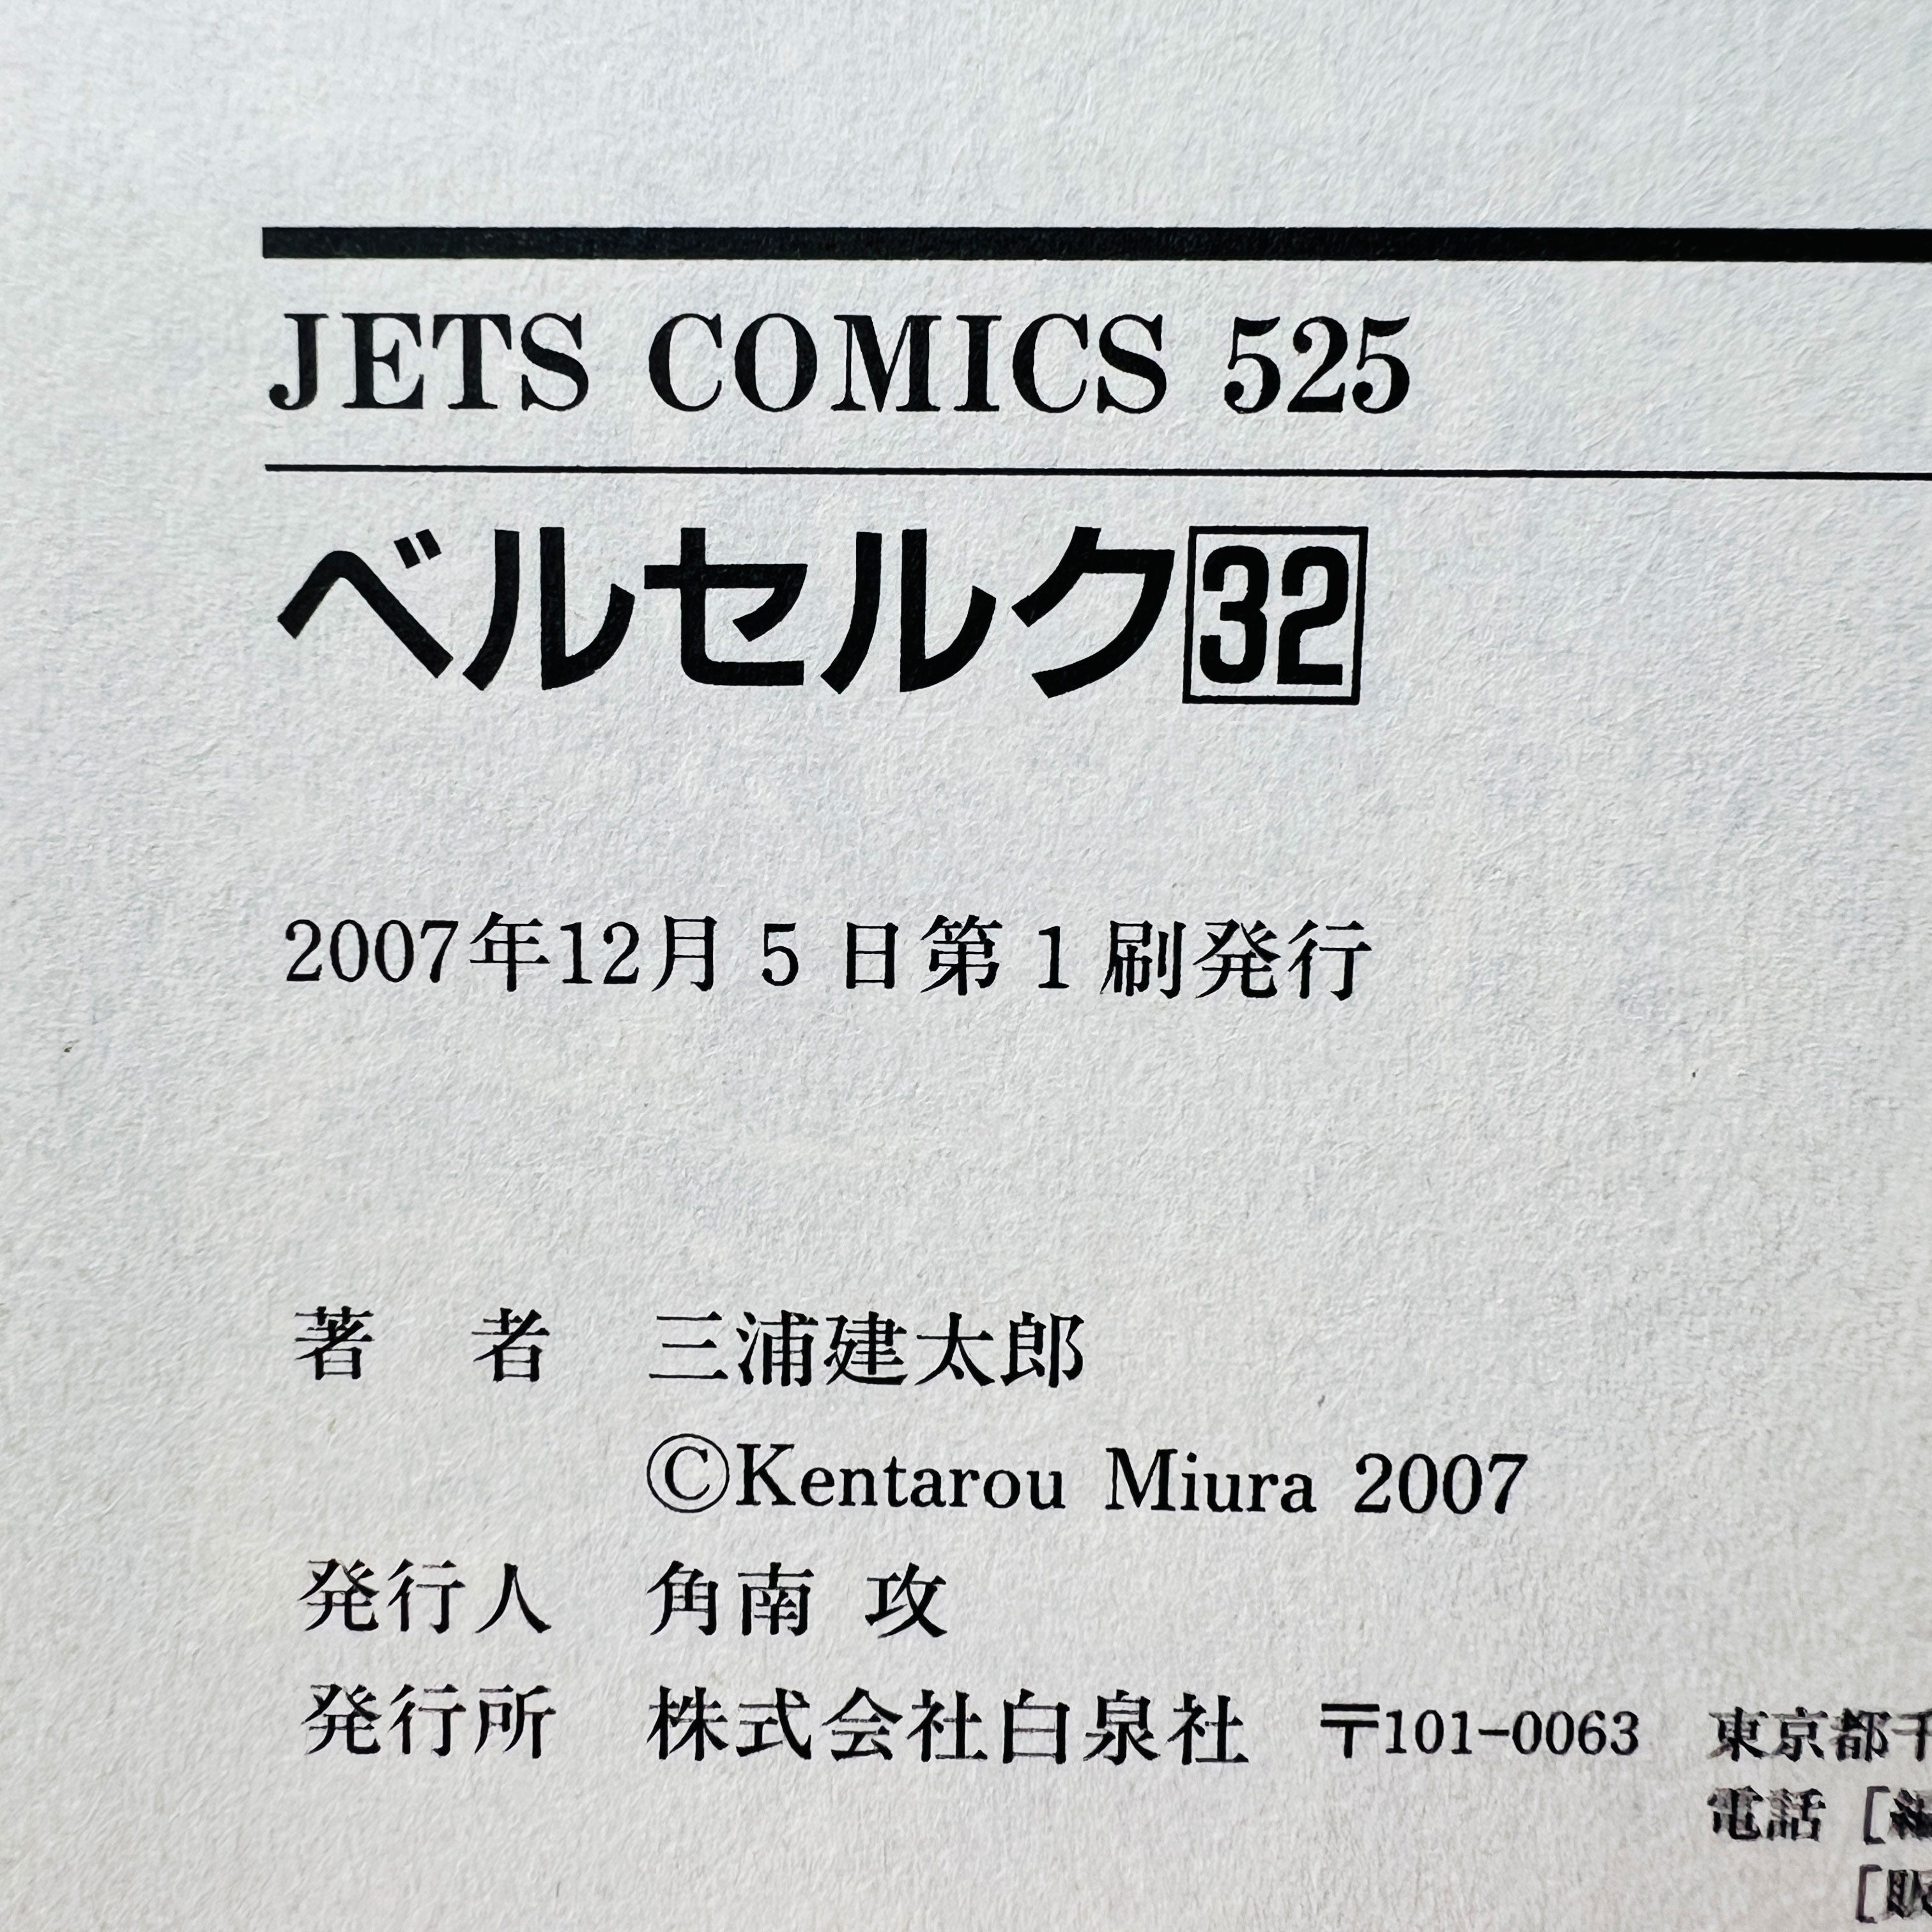 JETS COMICS 525
ベルセルク32
2007年12月5日第1刷発行
著　者　三浦建太郎
©Kentarou Miura 2007
発行人　角南 攻
発行所　株式会社白泉社　〒101-0063　東京都千
電話［編
［販